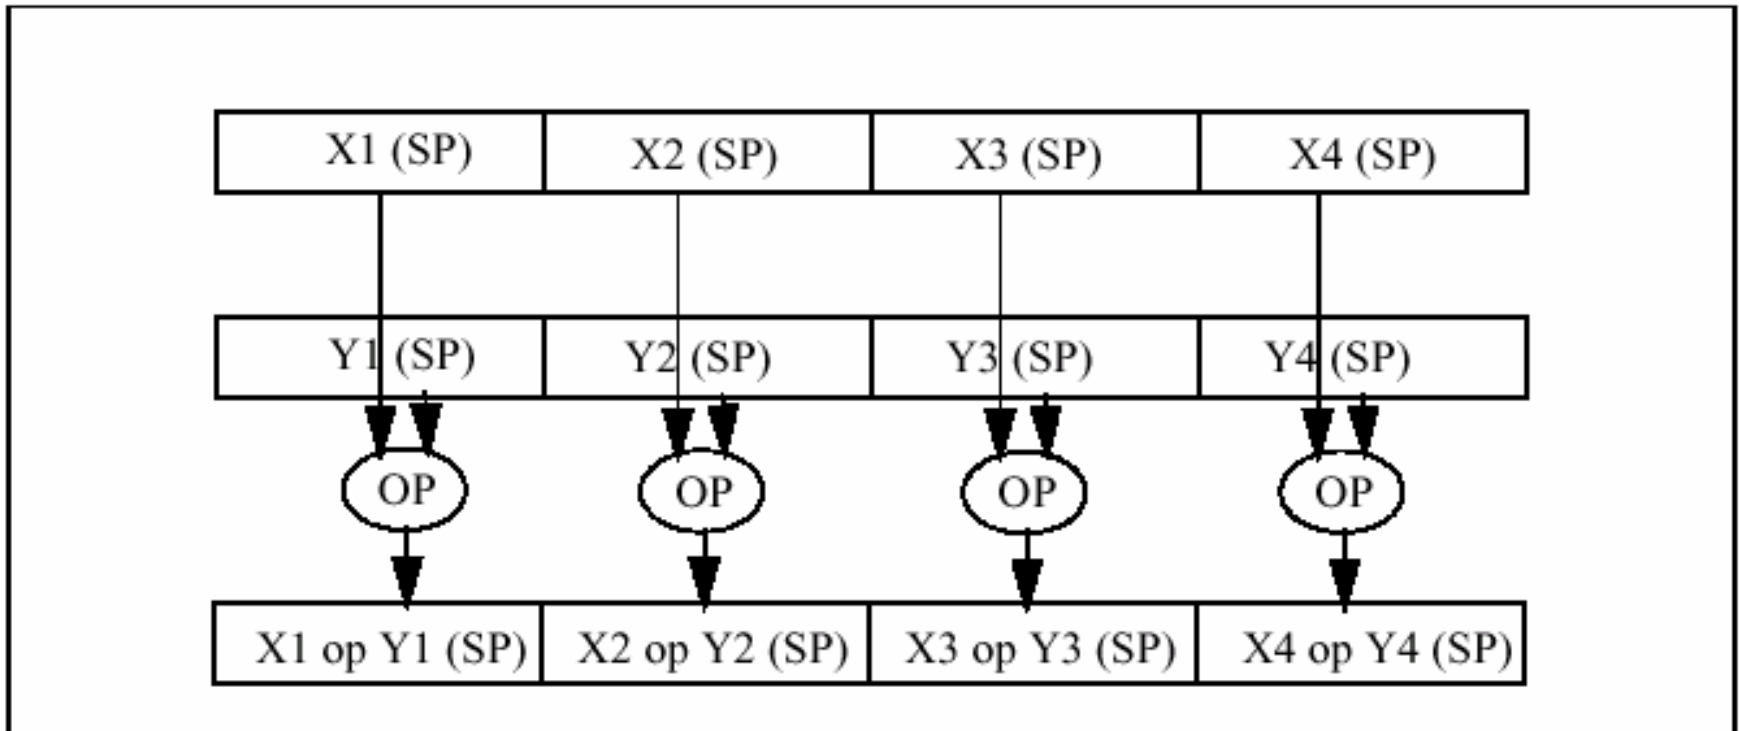 X1 (SP) X2 (SP) X3 (SP) X4 (SP)
Y1 (SP) Y2 (SP) Y3 (SP) Y4 (SP)
OP OP OP OP
X1 op Y1 (SP) X2 op Y2 (SP) X3 op Y3 (SP) X4 op Y4 (SP)